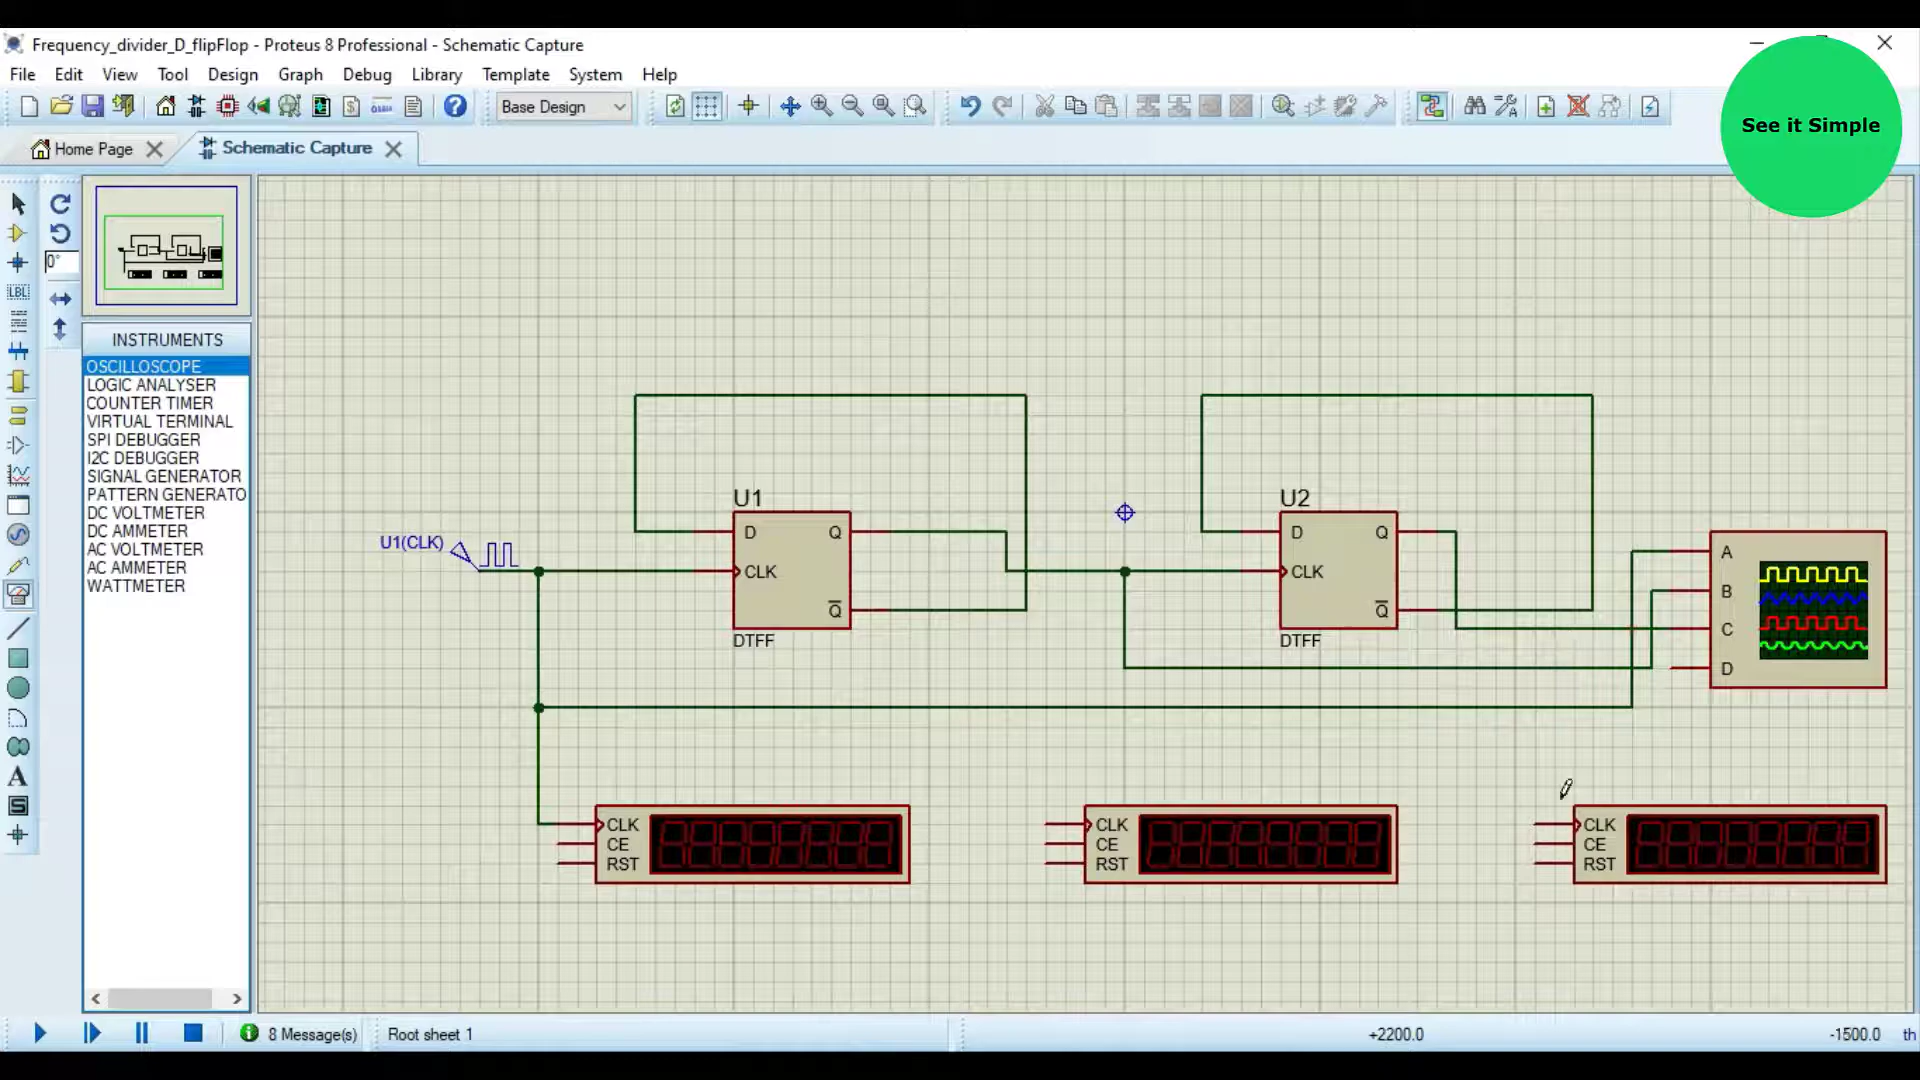 Frequency_divider_D_flipFlop - Proteus 8 Professional - Schematic Capture
File Edit View Tool Design Graph Debug Library Template System Help
Base Design
See it Simple
Home Page
Schematic Capture
0°
LBL
INSTRUMENTS
OSCILLOSCOPE
LOGIC ANALYSER
COUNTER TIMER
VIRTUAL TERMINAL
SPI DEBUGGER
I2C DEBUGGER
SIGNAL GENERATOR
PATTERN GENERATO
DC VOLTMETER
DC AMMETER
AC VOLTMETER
AC AMMETER
WATTMETER
U1(CLK)
U1
D Q
CLK
Q
DTFF
U2
D Q
CLK
Q
DTFF
A
B
C
D
CLK
CE
RST
CLK
CE
RST
CLK
CE
RST
A
S
8 Message(s)
Root sheet 1
+2200.0
-1500.0
th